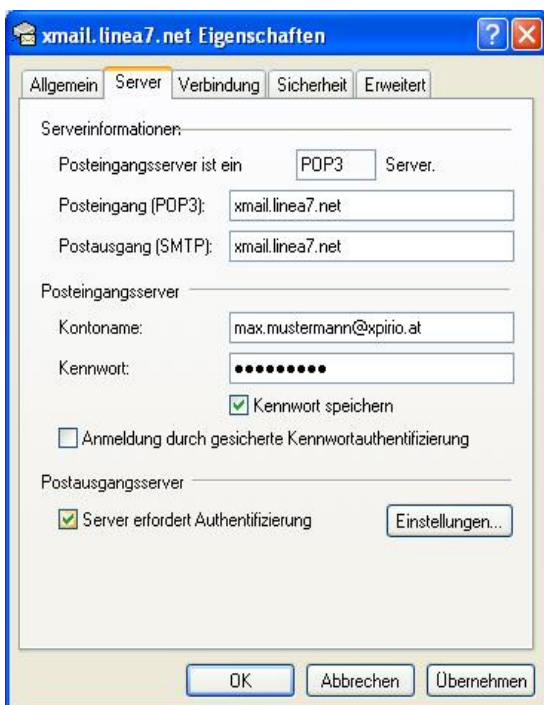 xmail.linea7.net Eigenschaften
Allgemein Server Verbindung Sicherheit Erweitert
Serverinformationen
Posteingangsserver ist ein POP3 Server.
Posteingang (POP3): xmail.linea7.net
Postausgang (SMTP): xmail.linea7.net
Posteingangsserver
Kontoname: max.mustermann@xpirio.at
Kennwort: ●●●●●●●●●
Kennwort speichern
Anmeldung durch gesicherte Kennwortauthentifizierung
Postausgangsserver
Server erfordert Authentifizierung Einstellungen...
OK Abbrechen Übernehmen